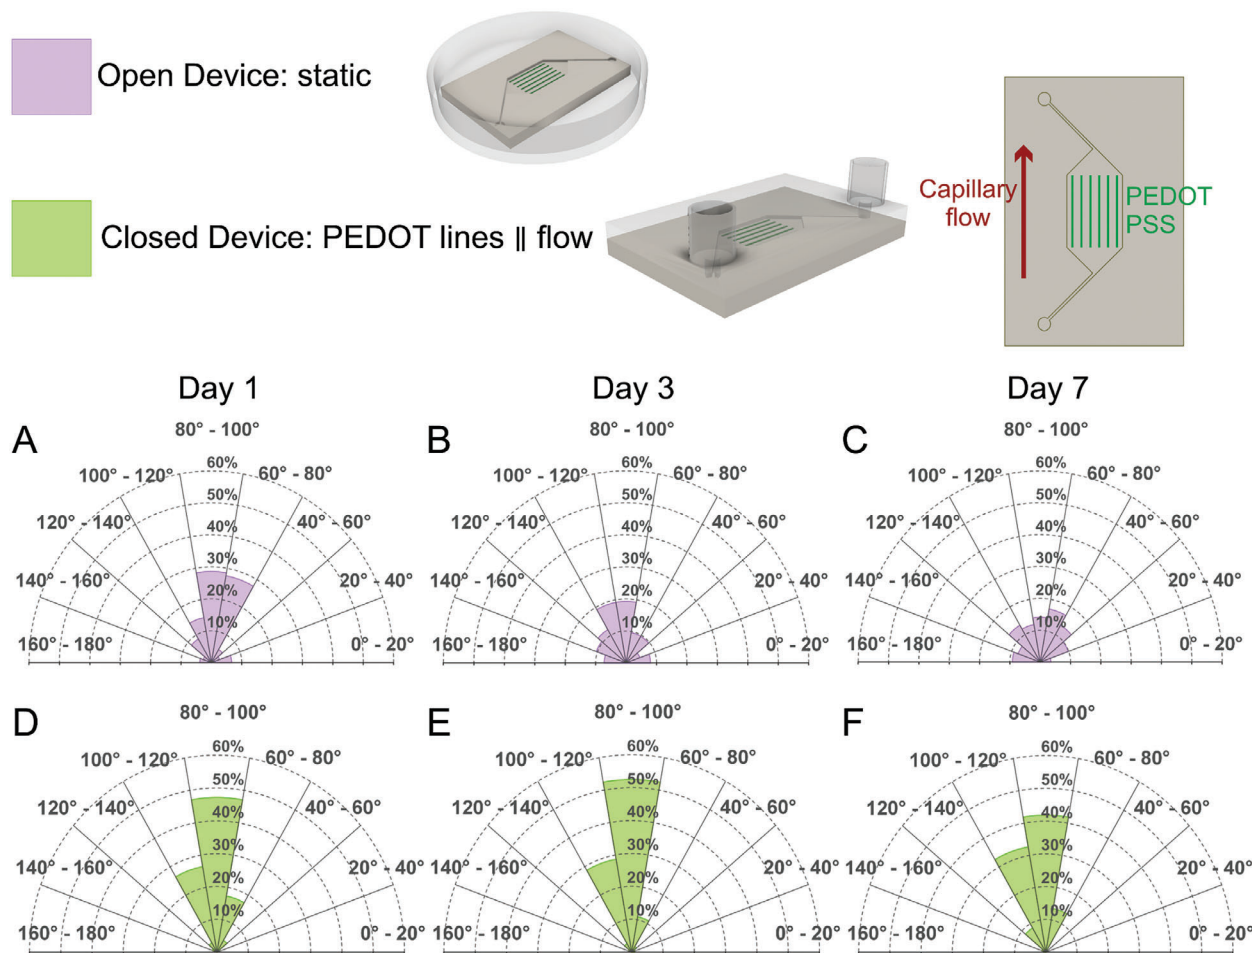 Open Device: static
Closed Device: PEDOT lines ∥ flow
Capillary
flow
PEDOT
PSS
Day 1
Day 3
Day 7
A
80° - 100°
100° - 120°
60° - 80°
120° - 140°
40° - 60°
140° - 160°
20° - 40°
160° - 180°
0° - 20°
60%
50%
40%
30%
20%
10%
B
80° - 100°
100° - 120°
60° - 80°
120° - 140°
40° - 60°
140° - 160°
20° - 40°
160° - 180°
0° - 20°
60%
50%
40%
30%
20%
10%
C
80° - 100°
100° - 120°
60° - 80°
120° - 140°
40° - 60°
140° - 160°
20° - 40°
160° - 180°
0° - 20°
60%
50%
40%
30%
20%
10%
D
80° - 100°
100° - 120°
60° - 80°
120° - 140°
40° - 60°
140° - 160°
20° - 40°
160° - 180°
0° - 20°
60%
50%
40%
30%
20%
10%
E
80° - 100°
100° - 120°
60° - 80°
120° - 140°
40° - 60°
140° - 160°
20° - 40°
160° - 180°
0° - 20°
60%
50%
40%
30%
20%
10%
F
80° - 100°
100° - 120°
60° - 80°
120° - 140°
40° - 60°
140° - 160°
20° - 40°
160° - 180°
0° - 20°
60%
50%
40%
30%
20%
10%